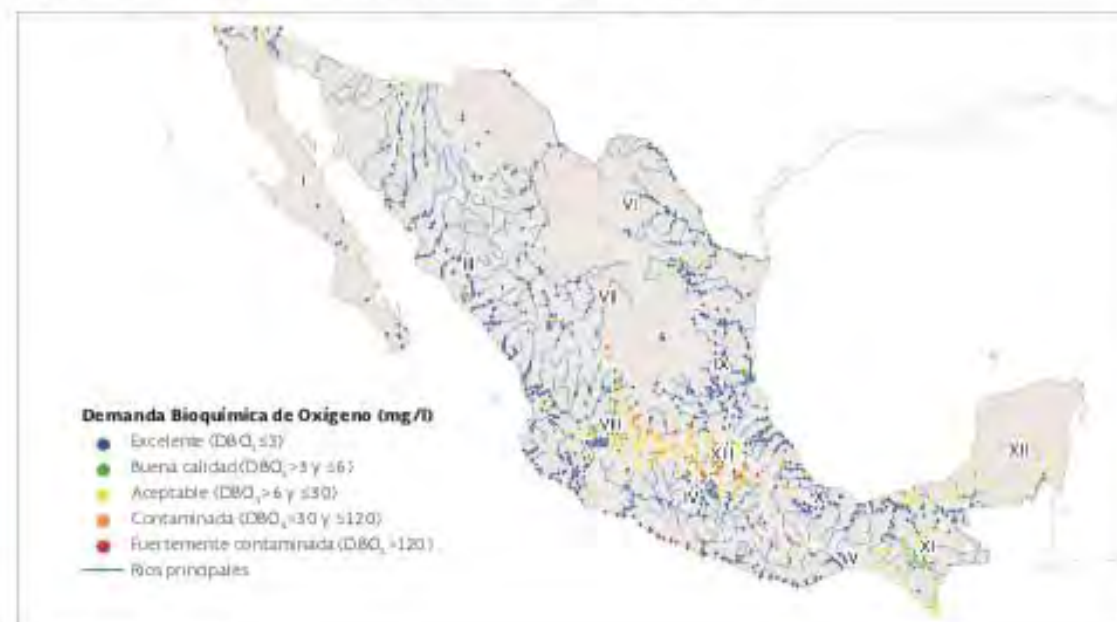 I
II
VI
VII
IX
VIII
XIII
IV
V
XI
XII
Demanda Bioquímica de Oxígeno (mg/l)
Excelente (DBO₅ ≤3)
Buena calidad (DBO₅ >3 y ≤6)
Aceptable (DBO₅ >6 y ≤30)
Contaminada (DBO₅ >30 y ≤120)
Fuertemente contaminada (DBO₅ >120)
Ríos principales